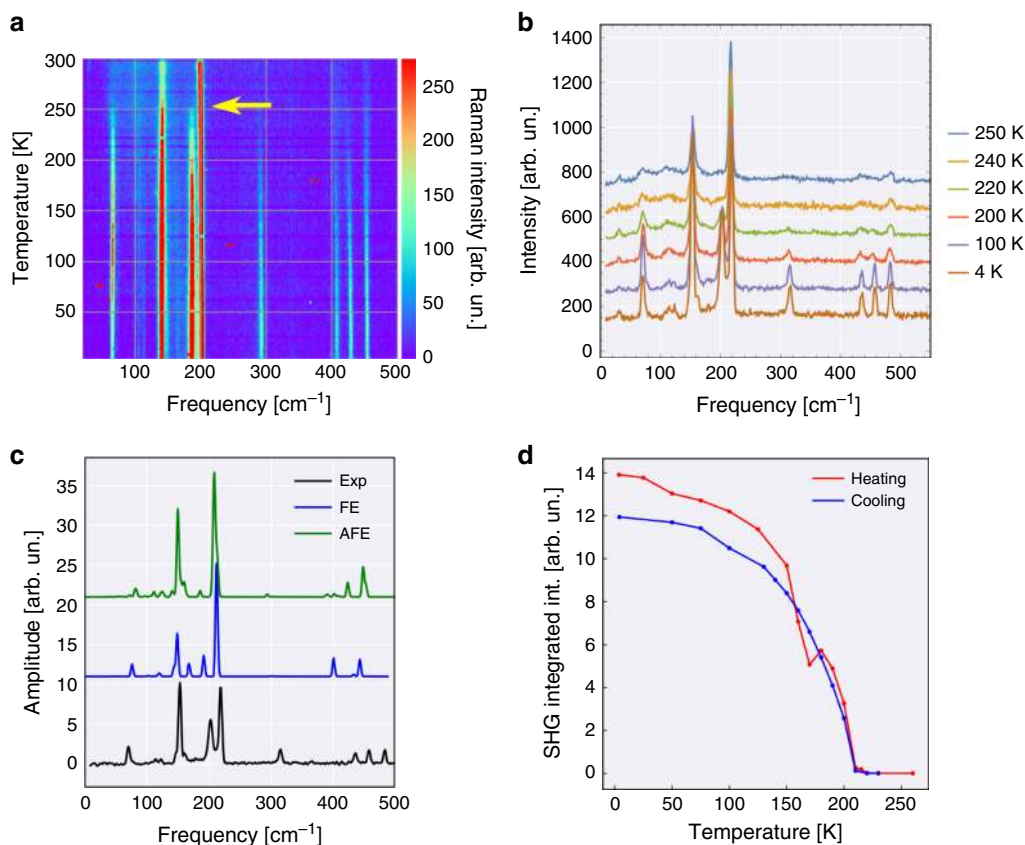 a
300
250
200
150
100
50
Temperature [K]
100 200 300 400 500
Frequency [cm⁻¹]
250
200
150
100
50
0
Raman intensity [arb. un.]
b
1400
1200
1000
800
600
400
200
0
Intensity [arb. un.]
0 100 200 300 400 500
Frequency [cm⁻¹]
250 K
240 K
220 K
200 K
100 K
4 K
c
35
30
25
20
15
10
5
0
Amplitude [arb. un.]
Exp
FE
AFE
0 100 200 300 400 500
Frequency [cm⁻¹]
d
14
12
10
8
6
4
2
0
SHG integrated int. [arb. un.]
Heating
Cooling
0 50 100 150 200 250
Temperature [K]